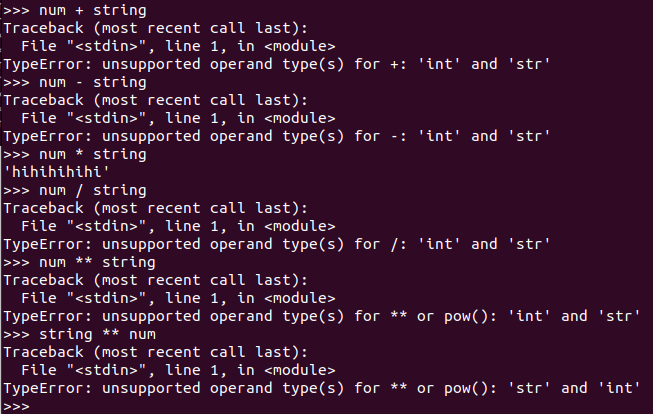 >>> num + string
Traceback (most recent call last):
  File "<stdin>", line 1, in <module>
TypeError: unsupported operand type(s) for +: 'int' and 'str'
>>> num - string
Traceback (most recent call last):
  File "<stdin>", line 1, in <module>
TypeError: unsupported operand type(s) for -: 'int' and 'str'
>>> num * string
'hihihihihi'
>>> num / string
Traceback (most recent call last):
  File "<stdin>", line 1, in <module>
TypeError: unsupported operand type(s) for /: 'int' and 'str'
>>> num ** string
Traceback (most recent call last):
  File "<stdin>", line 1, in <module>
TypeError: unsupported operand type(s) for ** or pow(): 'int' and 'str'
>>> string ** num
Traceback (most recent call last):
  File "<stdin>", line 1, in <module>
TypeError: unsupported operand type(s) for ** or pow(): 'str' and 'int'
>>>